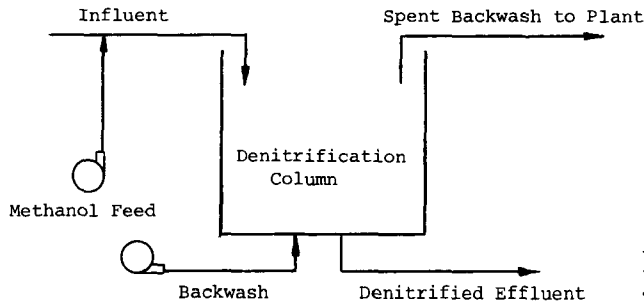 Influent
Spent Backwash to Plant
Denitrification
Column
Methanol Feed
Backwash
Denitrified Effluent